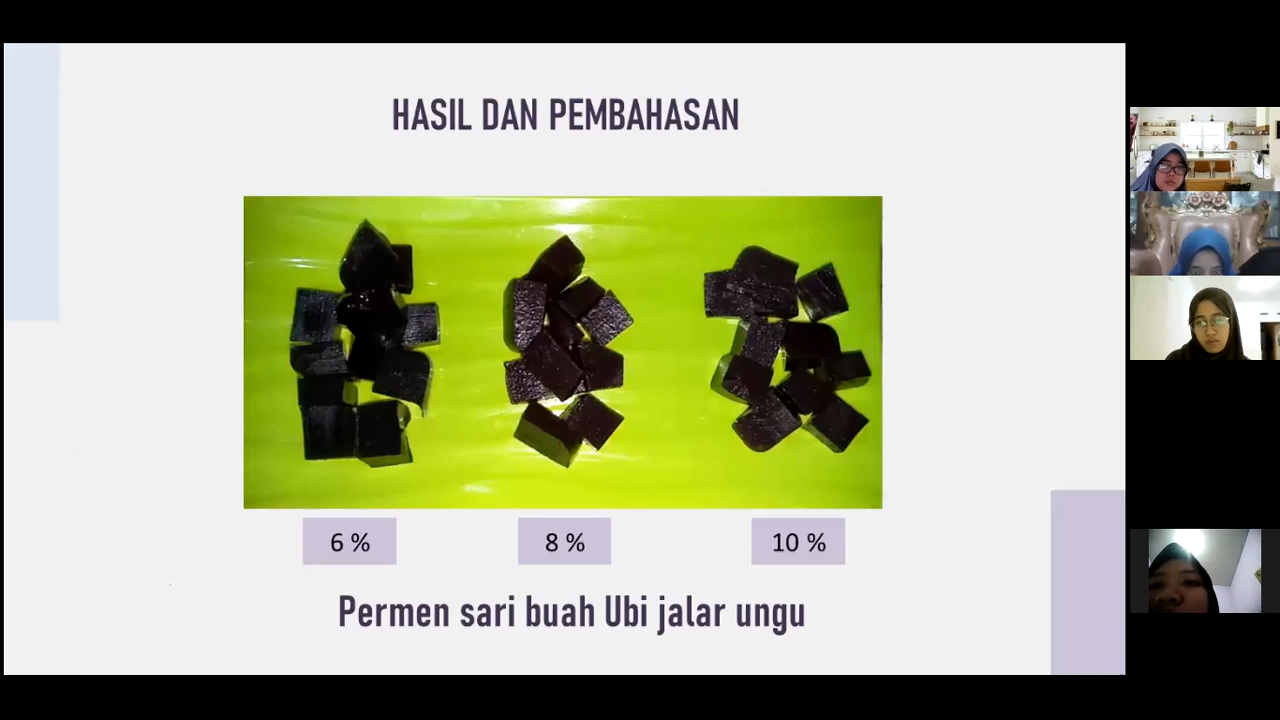 HASIL DAN PEMBAHASAN
6 %
8 %
10 %
Permen sari buah Ubi jalar ungu